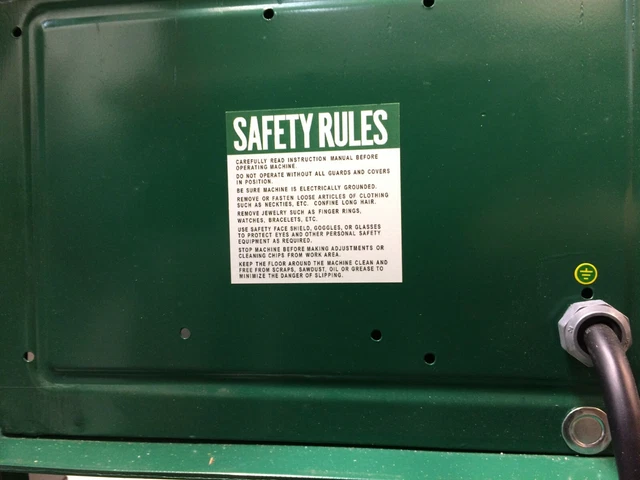 SAFETY RULES
CAREFULLY READ INSTRUCTION MANUAL BEFORE
OPERATING MACHINE.
DO NOT OPERATE WITHOUT ALL GUARDS AND COVERS
IN POSITION.
BE SURE MACHINE IS ELECTRICALLY GROUNDED.
REMOVE OR FASTEN LOOSE ARTICLES OF CLOTHING
SUCH AS NECKTIES, ETC. CONFINE LONG HAIR.
REMOVE JEWELRY SUCH AS FINGER RINGS,
WATCHES, BRACELETS, ETC.
USE SAFETY FACE SHIELD, GOGGLES, OR GLASSES
TO PROTECT EYES AND OTHER PERSONAL SAFETY
EQUIPMENT AS REQUIRED.
STOP MACHINE BEFORE MAKING ADJUSTMENTS OR
CLEANING CHIPS FROM WORK AREA.
KEEP THE FLOOR AROUND THE MACHINE CLEAN AND
FREE FROM SCRAPS, SAWDUST, OIL OR GREASE TO
MINIMIZE THE DANGER OF SLIPPING.